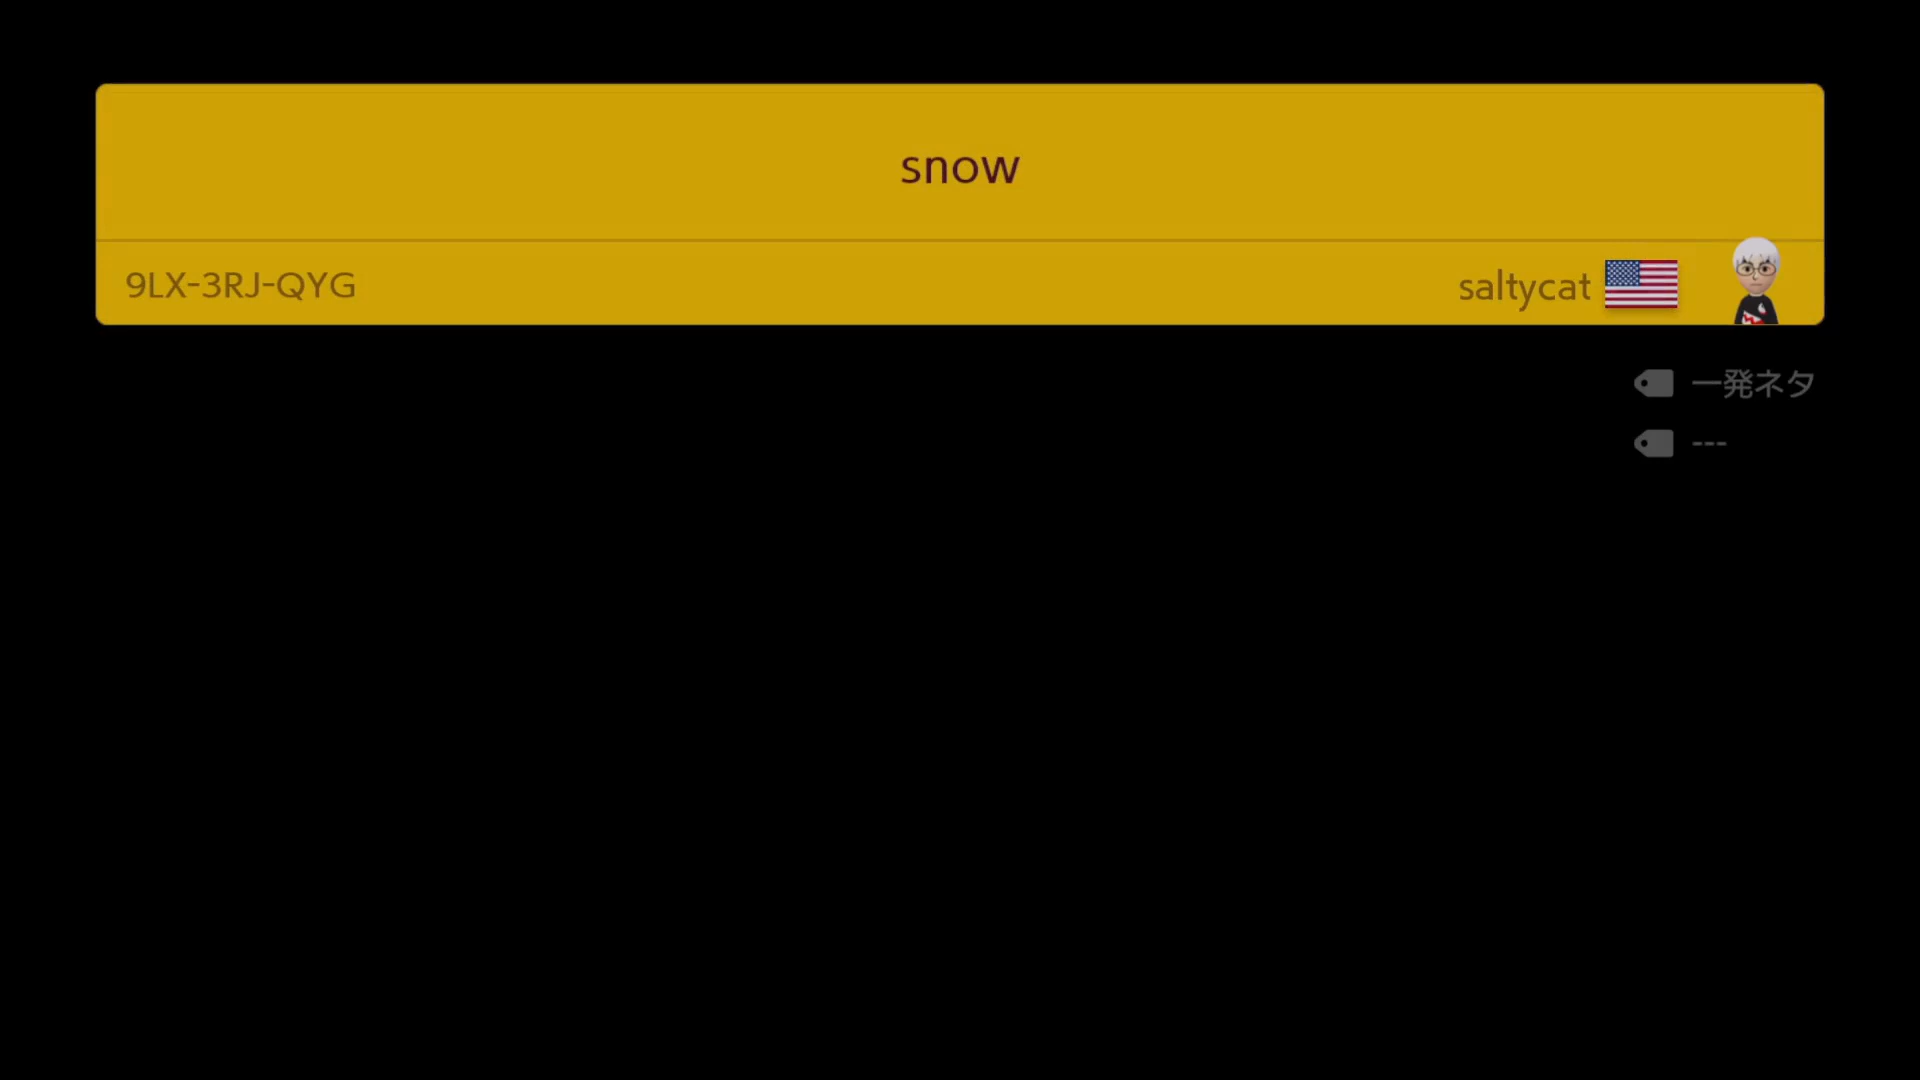 snow
9LX-3RJ-QYG
saltycat
一発ネタ
---